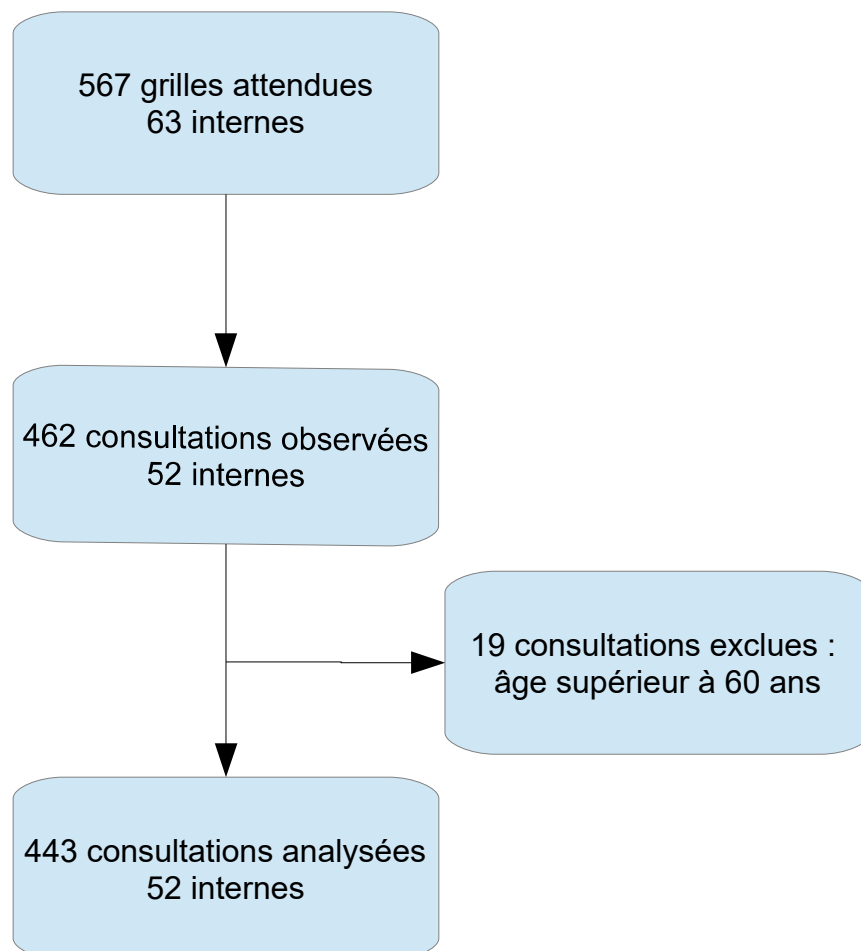 567 grilles attendues
63 internes
462 consultations observées
52 internes
19 consultations exclues :
âge supérieur à 60 ans
443 consultations analysées
52 internes